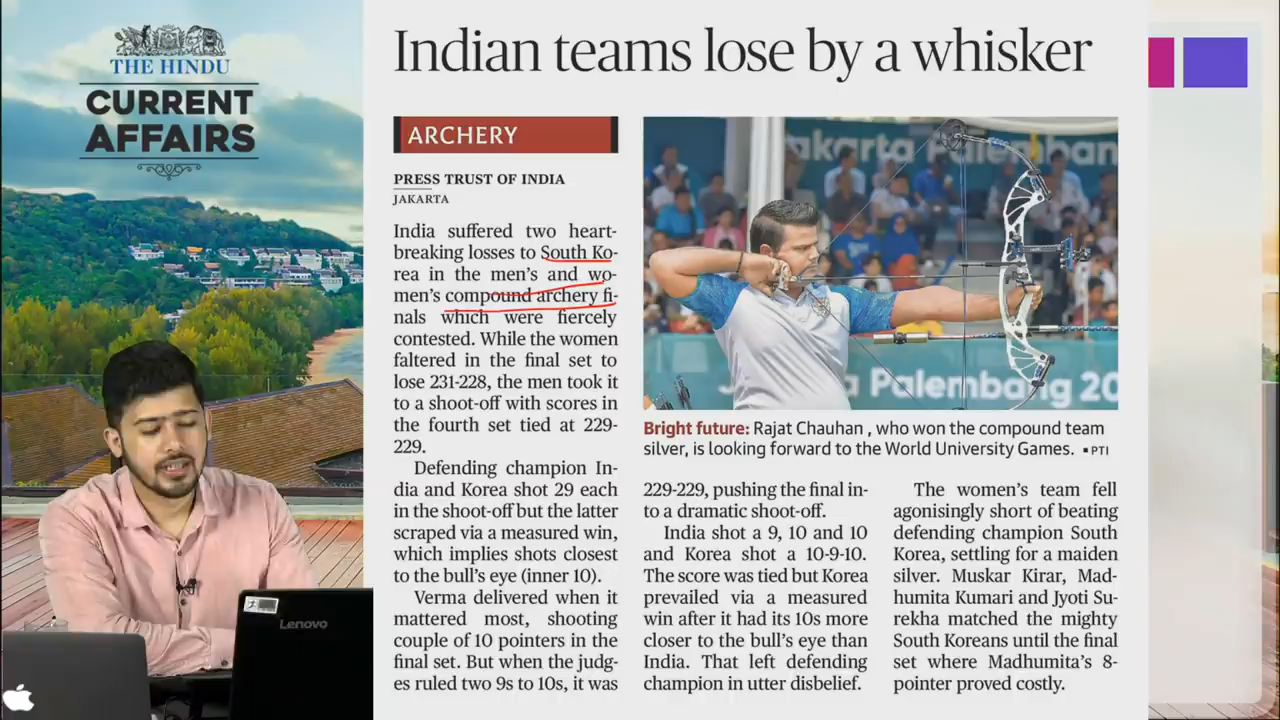 THE HINDU
CURRENT
AFFAIRS
Indian teams lose by a whisker
ARCHERY
PRESS TRUST OF INDIA
JAKARTA
India suffered two heart-
breaking losses to South Ko-
rea in the men's and wo-
men's compound archery fi-
nals which were fiercely
contested. While the women
faltered in the final set to
lose 231-228, the men took it
to a shoot-off with scores in
the fourth set tied at 229-
229.
Defending champion In-
dia and Korea shot 29 each
in the shoot-off but the latter
scraped via a measured win,
which implies shots closest
to the bull's eye (inner 10).
Verma delivered when it
mattered most, shooting
couple of 10 pointers in the
final set. But when the judg-
es ruled two 9s to 10s, it was
akarta Palemban
Palembang 20
Bright future: Rajat Chauhan , who won the compound team
silver, is looking forward to the World University Games. ▪ PTI
229-229, pushing the final in-
to a dramatic shoot-off.
India shot a 9, 10 and 10
and Korea shot a 10-9-10.
The score was tied but Korea
prevailed via a measured
win after it had its 10s more
closer to the bull's eye than
India. That left defending
champion in utter disbelief.
The women's team fell
agonisingly short of beating
defending champion South
Korea, settling for a maiden
silver. Muskar Kirar, Mad-
humita Kumari and Jyoti Su-
rekha matched the mighty
South Koreans until the final
set where Madhumita's 8-
pointer proved costly.
Lenovo